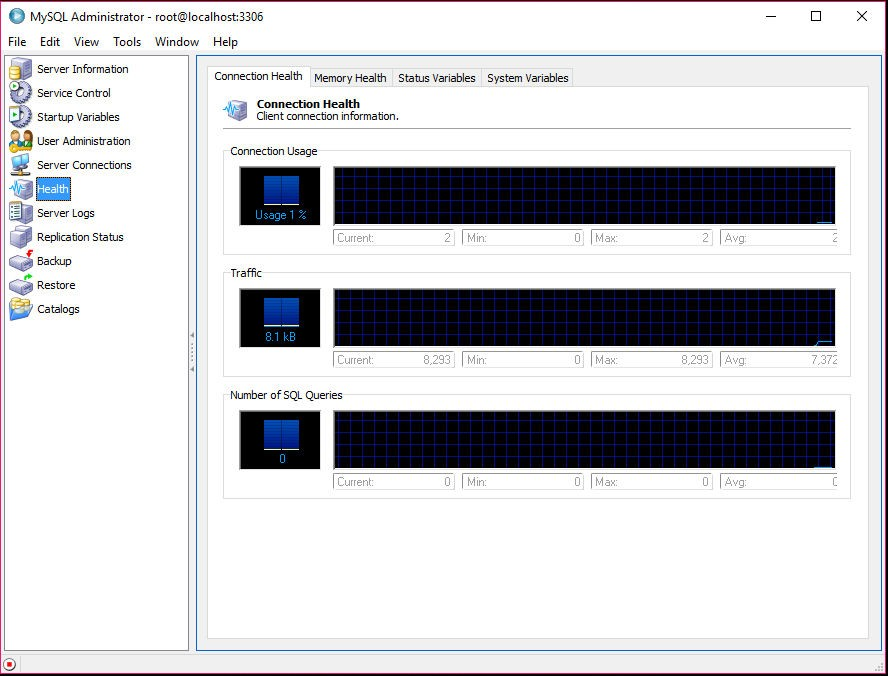 MySQL Administrator - root@localhost:3306
File Edit View Tools Window Help
Server Information
Service Control
Startup Variables
User Administration
Server Connections
Health
Server Logs
Replication Status
Backup
Restore
Catalogs
Connection Health Memory Health Status Variables System Variables
Connection Health
Client connection information.
Connection Usage
Usage 1 %
Current: 2 Min: 0 Max: 2 Avg: 2
Traffic
8.1 kB
Current: 8,293 Min: 0 Max: 8,293 Avg: 7,372
Number of SQL Queries
0
Current: 0 Min: 0 Max: 0 Avg: 0